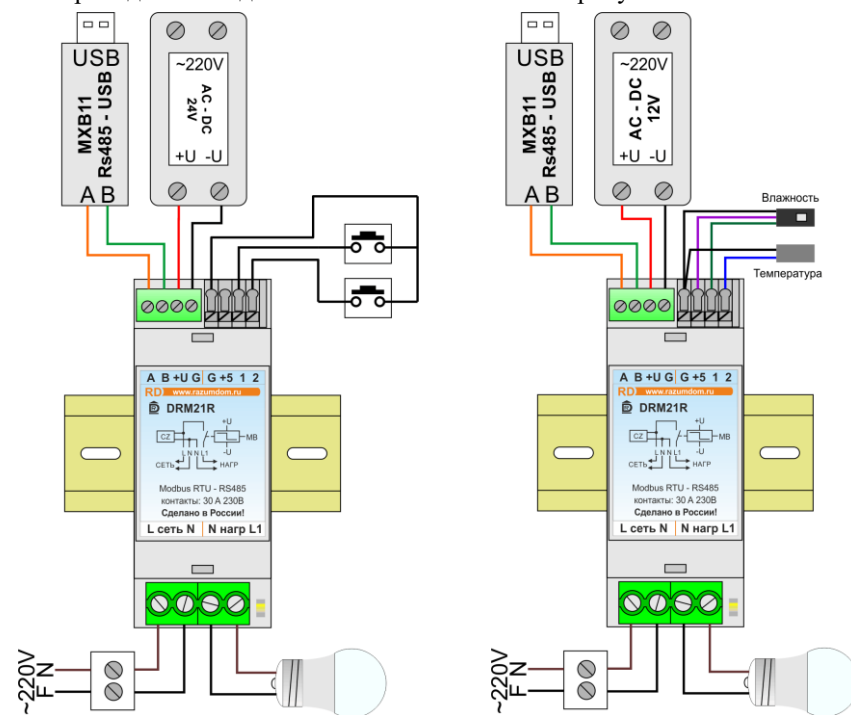 USB
MXB11
Rs485 - USB
A B
~220V
AC - DC
24V
+U -U
A B +U G G +5 1 2
RD) www.razumdom.ru
DRM21R
+U
CZ
MB
L N N L1
-U
СЕТЬ НАГР
Modbus RTU - RS485
контакты: 30 А 230В
Сделано в России!
L сеть N N нагр L1
~220V
F N
USB
MXB11
Rs485 - USB
A B
~220V
AC - DC
12V
+U -U
Влажность
Температура
A B +U G G +5 1 2
RD) www.razumdom.ru
DRM21R
+U
CZ
MB
L N N L1
-U
СЕТЬ НАГР
Modbus RTU - RS485
контакты: 30 А 230В
Сделано в России!
L сеть N N нагр L1
~220V
F N